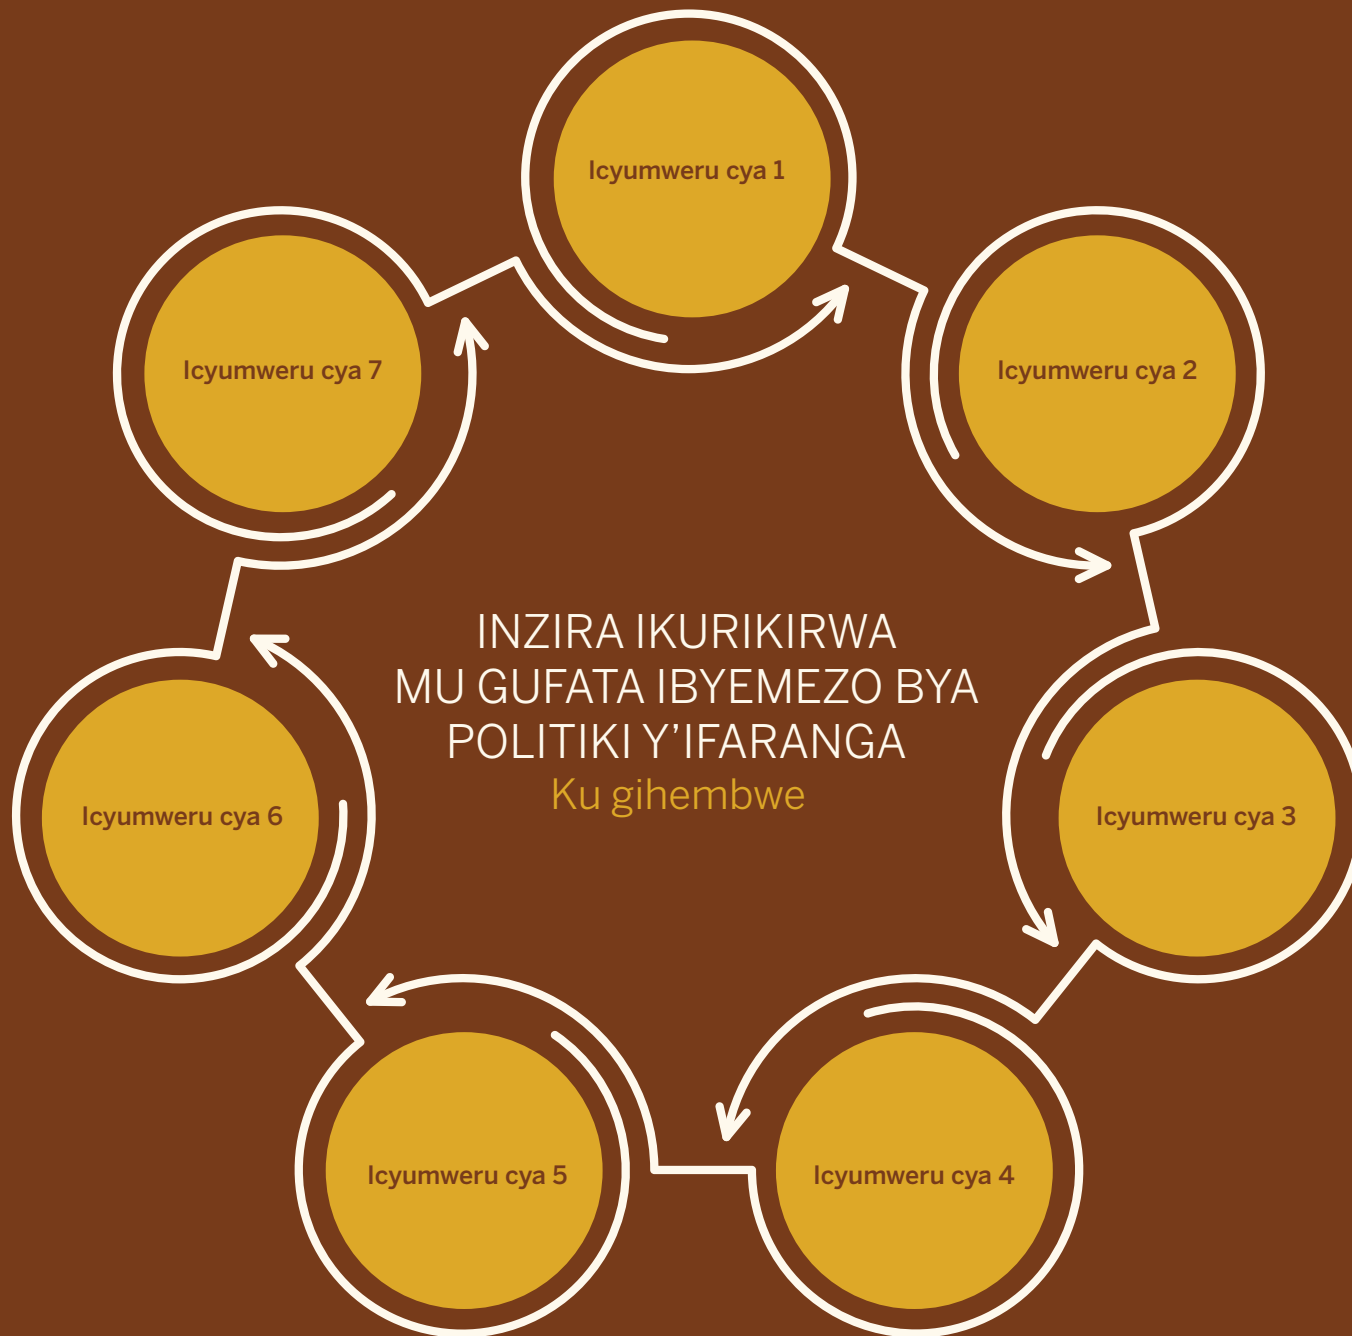 Icyumweru cya 1
Icyumweru cya 2
Icyumweru cya 3
Icyumweru cya 4
Icyumweru cya 5
Icyumweru cya 6
Icyumweru cya 7
INZIRA IKURIKIRWA
MU GUFATA IBYEMEZO BYA
POLITIKI Y’IFARANGA
Ku gihembwe